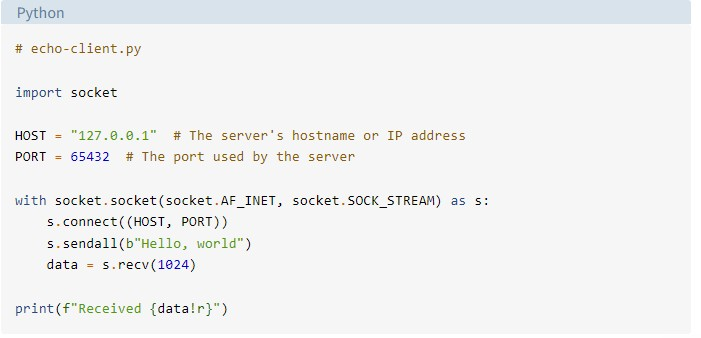 Python
# echo-client.py
import socket
HOST = "127.0.0.1"  # The server's hostname or IP address
PORT = 65432  # The port used by the server
with socket.socket(socket.AF_INET, socket.SOCK_STREAM) as s:
    s.connect((HOST, PORT))
    s.sendall(b"Hello, world")
    data = s.recv(1024)
print(f"Received {data!r}")